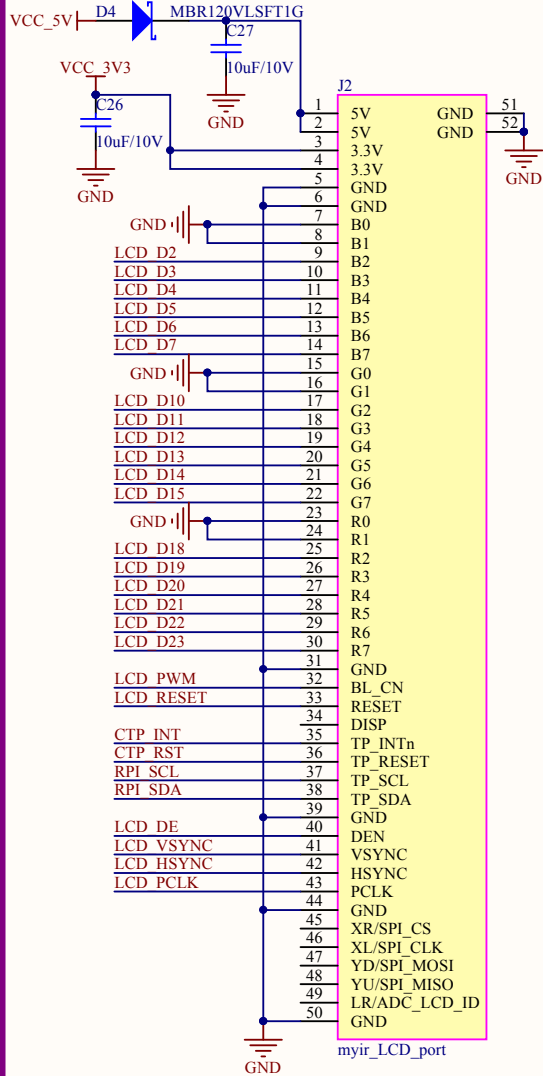 VCC_5V D4 MBR120VLSFT1G
C27
10uF/10V
GND
VCC_3V3
C26
10uF/10V
GND
J2
1 5V GND 51
2 5V GND 52
GND
3 3.3V
4 3.3V
5 GND
6 GND
GND 7 B0
8 B1
LCD_D2 9 B2
LCD_D3 10 B3
LCD_D4 11 B4
LCD_D5 12 B5
LCD_D6 13 B6
LCD_D7 14 B7
GND 15 G0
16 G1
LCD_D10 17 G2
LCD_D11 18 G3
LCD_D12 19 G4
LCD_D13 20 G5
LCD_D14 21 G6
LCD_D15 22 G7
GND 23 R0
24 R1
LCD_D18 25 R2
LCD_D19 26 R3
LCD_D20 27 R4
LCD_D21 28 R5
LCD_D22 29 R6
LCD_D23 30 R7
31 GND
LCD_PWM 32 BL_CN
LCD_RESET 33 RESET
34 DISP
CTP_INT 35 TP_INTn
CTP_RST 36 TP_RESET
RPI_SCL 37 TP_SCL
RPI_SDA 38 TP_SDA
39 GND
LCD_DE 40 DEN
LCD_VSYNC 41 VSYNC
LCD_HSYNC 42 HSYNC
LCD_PCLK 43 PCLK
44 GND
45 XR/SPI_CS
46 XL/SPI_CLK
47 YD/SPI_MOSI
48 YU/SPI_MISO
49 LR/ADC_LCD_ID
50 GND
GND
myir_LCD_port